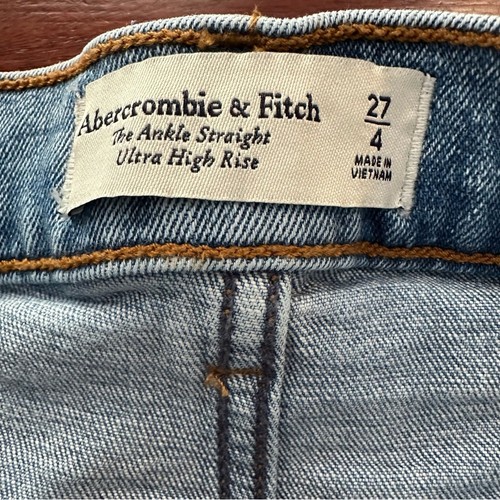 Abercrombie & Fitch
The Ankle Straight
Ultra High Rise
27
4
MADE IN
VIETNAM